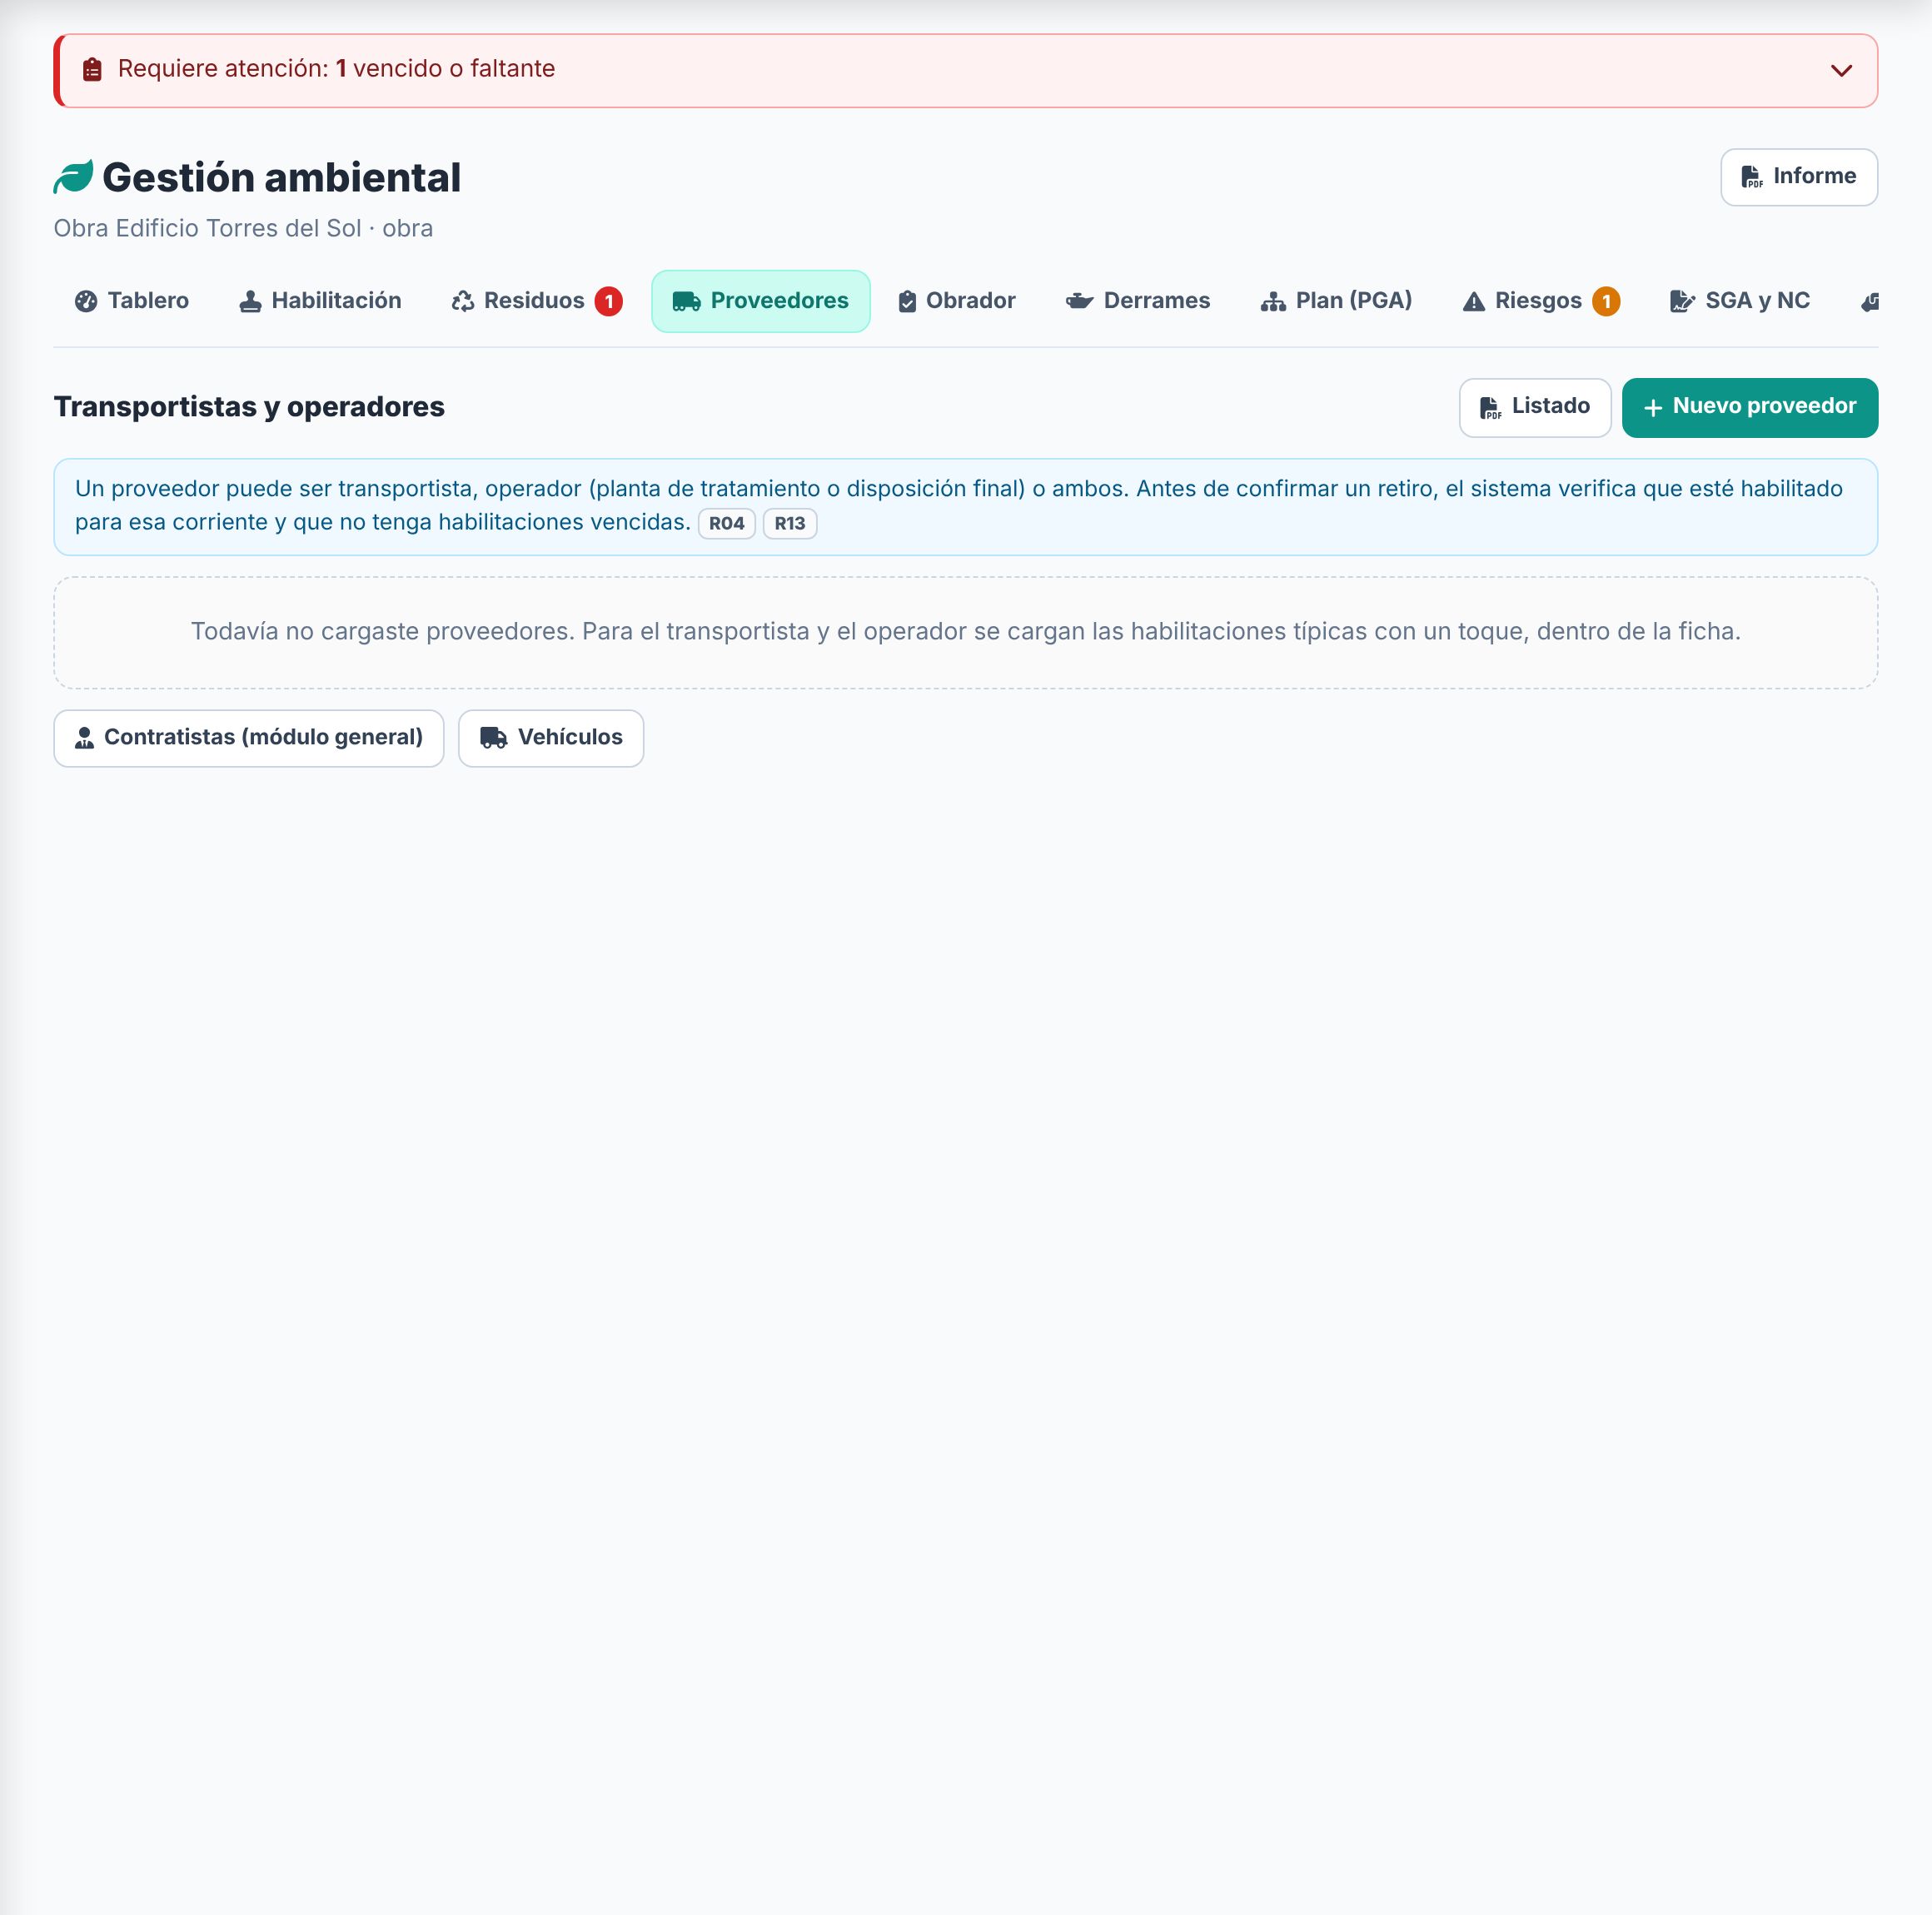 Requiere atención: 1 vencido o faltante
Gestión ambiental
Informe
Obra Edificio Torres del Sol · obra
Tablero
Habilitación
Residuos 1
Proveedores
Obrador
Derrames
Plan (PGA)
Riesgos 1
SGA y NC
Transportistas y operadores
Listado
+ Nuevo proveedor
Un proveedor puede ser transportista, operador (planta de tratamiento o disposición final) o ambos. Antes de confirmar un retiro, el sistema verifica que esté habilitado
para esa corriente y que no tenga habilitaciones vencidas. R04 R13
Todavía no cargaste proveedores. Para el transportista y el operador se cargan las habilitaciones típicas con un toque, dentro de la ficha.
Contratistas (módulo general)
Vehículos